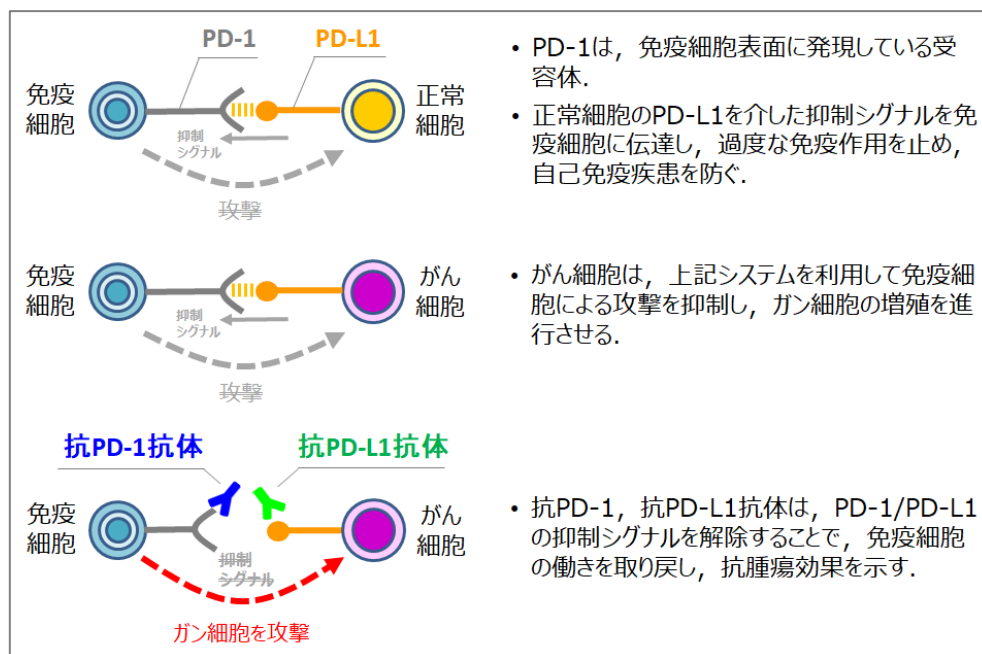 PD-1
PD-L1
免疫
細胞
正常
細胞
抑制
シグナル
攻撃
• PD-1は，免疫細胞表面に発現している受
容体．
• 正常細胞のPD-L1を介した抑制シグナルを免
疫細胞に伝達し，過度な免疫作用を止め，
自己免疫疾患を防ぐ．
免疫
細胞
がん
細胞
抑制
シグナル
攻撃
• がん細胞は，上記システムを利用して免疫細
胞による攻撃を抑制し，ガン細胞の増殖を進
行させる．
抗PD-1抗体
抗PD-L1抗体
免疫
細胞
がん
細胞
抑制
シグナル
ガン細胞を攻撃
• 抗PD-1，抗PD-L1抗体は，PD-1/PD-L1
の抑制シグナルを解除することで，免疫細胞
の働きを取り戻し，抗腫瘍効果を示す．